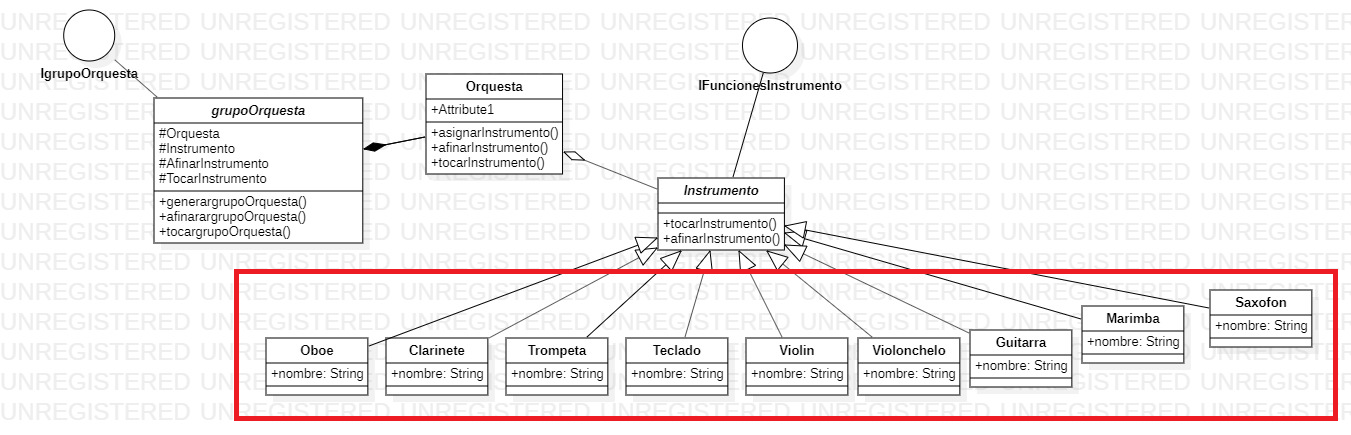 IgrupoOrquesta
IFuncionesInstrumento
grupoOrquesta
#Orquesta
#Instrumento
#AfinarInstrumento
#TocarInstrumento
+generargrupoOrquesta()
+afinarargrupoOrquesta()
+tocargrupoOrquesta()
Orquesta
+Attribute1
+asignarInstrumento()
+afinarInstrumento()
+tocarInstrumento()
Instrumento
+tocarInstrumento()
+afinarInstrumento()
Oboe
+nombre: String
Clarinete
+nombre: String
Trompeta
+nombre: String
Teclado
+nombre: String
Violin
+nombre: String
Violonchelo
+nombre: String
Guitarra
+nombre: String
Marimba
+nombre: String
Saxofon
+nombre: String
UNREGISTERED UNREGISTERED UNREGISTERED UNREGISTERED UNREGISTERED UNREGISTERED